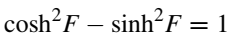 cosh²F − sinh²F = 1